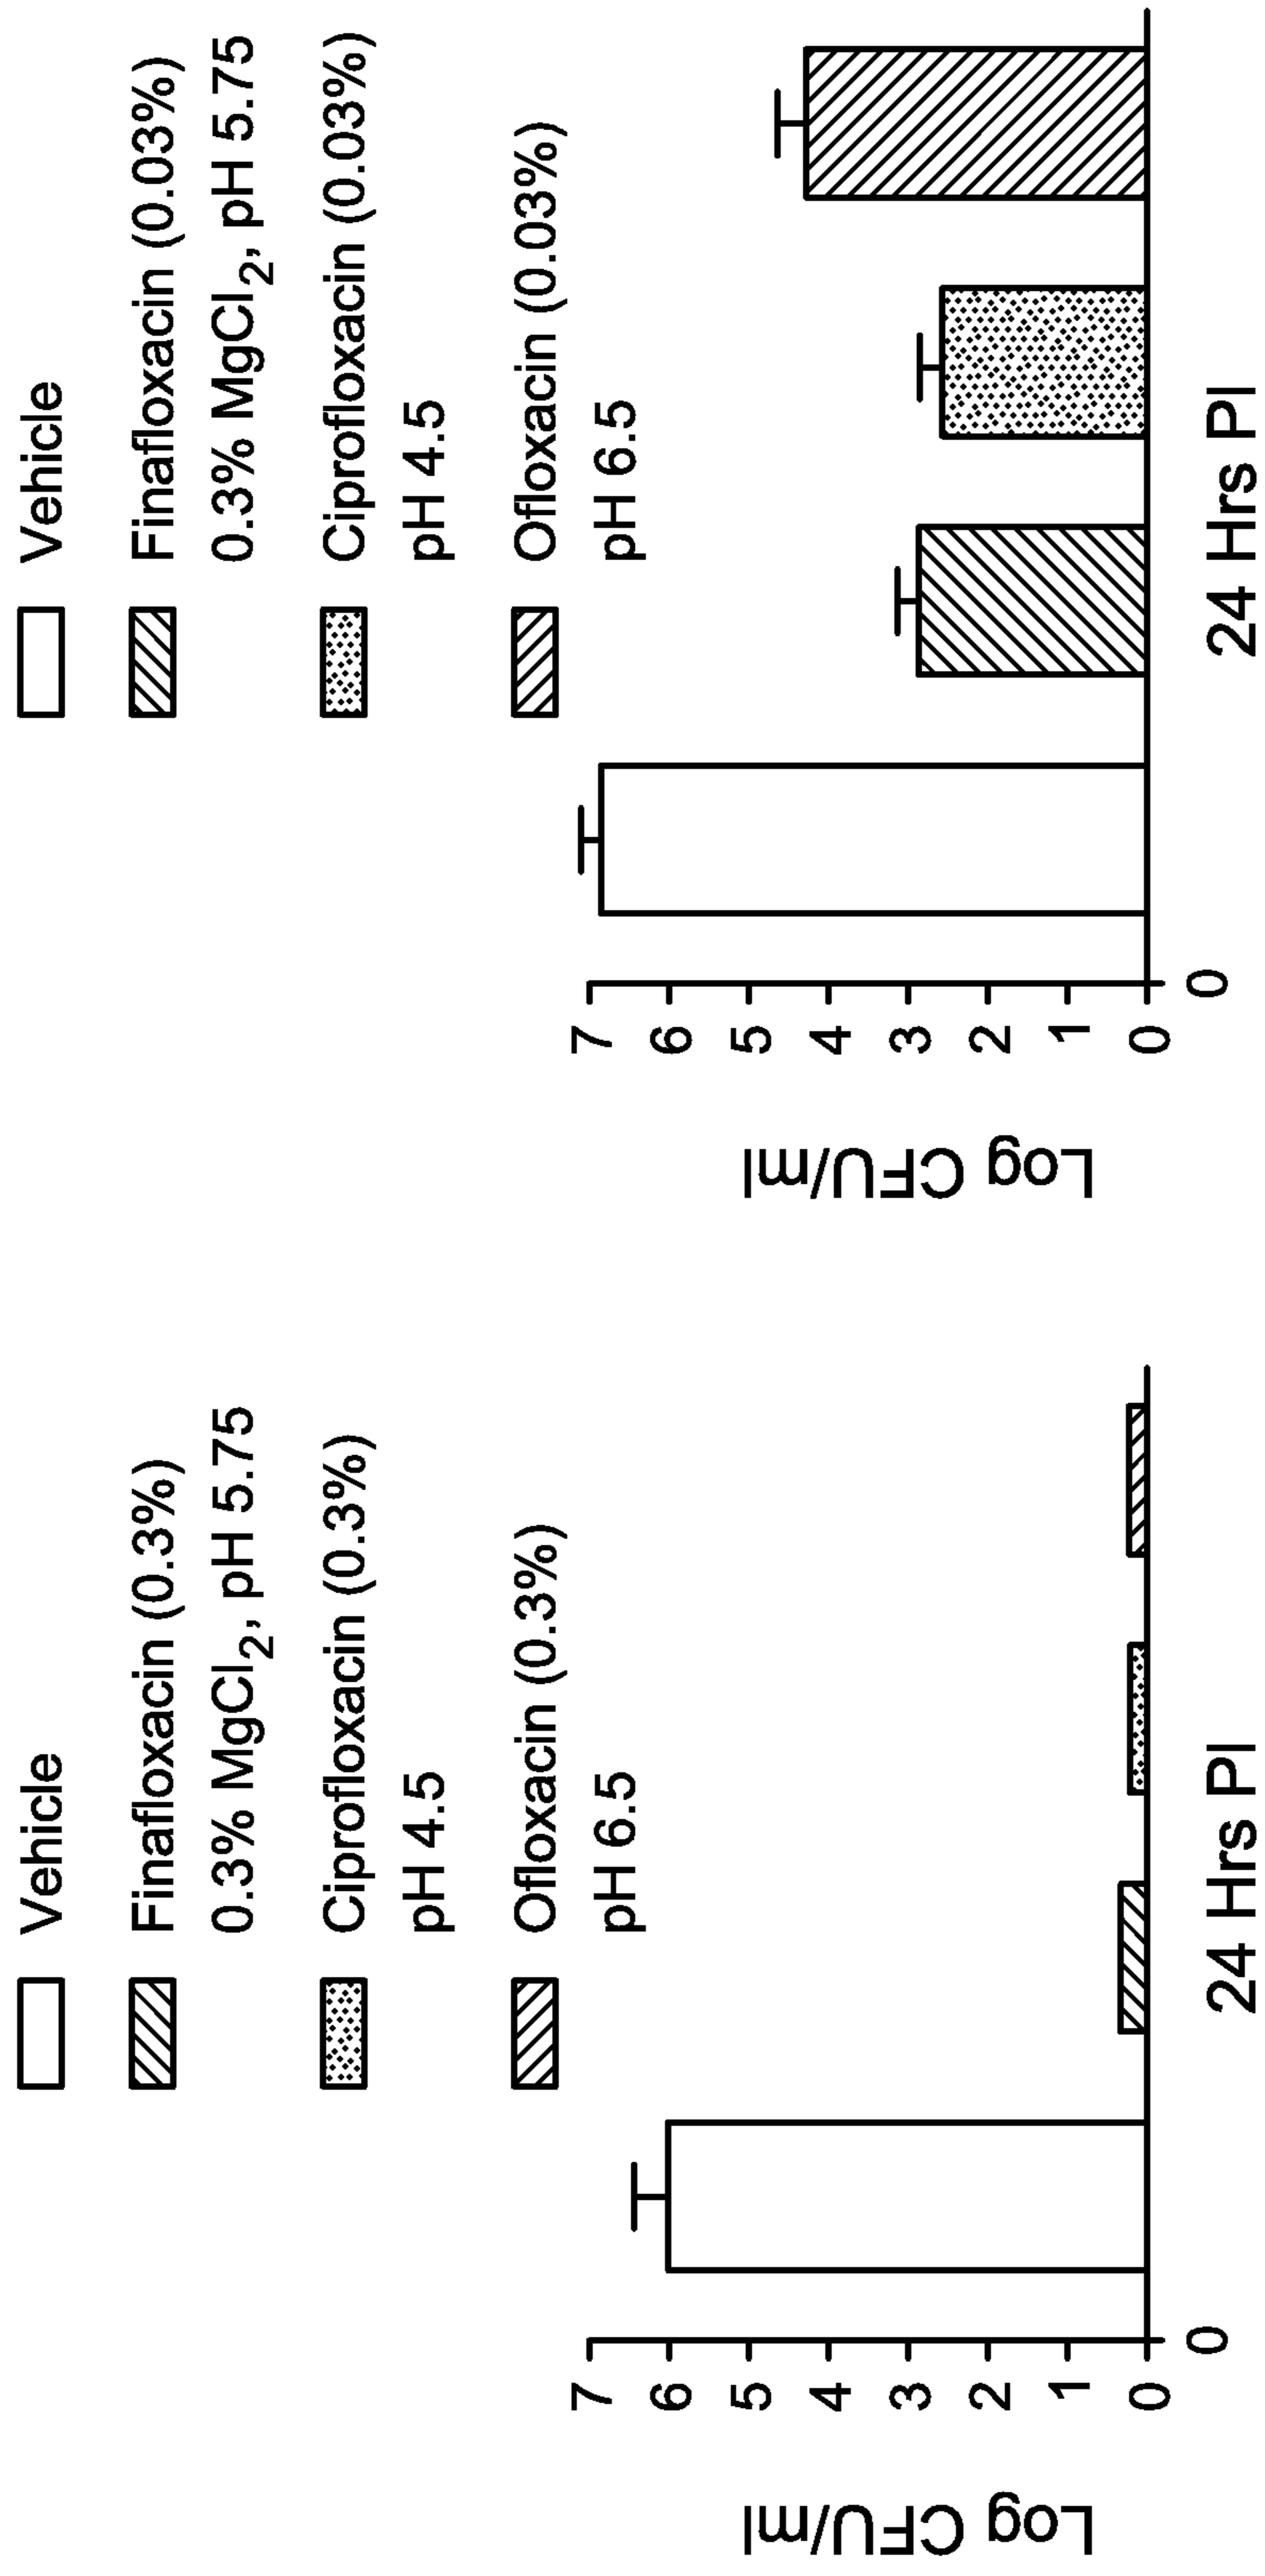 Vehicle
Finafloxacin (0.3%)
0.3% MgCl₂, pH 5.75
Ciprofloxacin (0.3%)
pH 4.5
Ofloxacin (0.3%)
pH 6.5
Log CFU/ml
7
6
5
4
3
2
1
0
0
24 Hrs PI
Vehicle
Finafloxacin (0.03%)
0.3% MgCl₂, pH 5.75
Ciprofloxacin (0.03%)
pH 4.5
Ofloxacin (0.03%)
pH 6.5
Log CFU/ml
7
6
5
4
3
2
1
0
0
24 Hrs PI